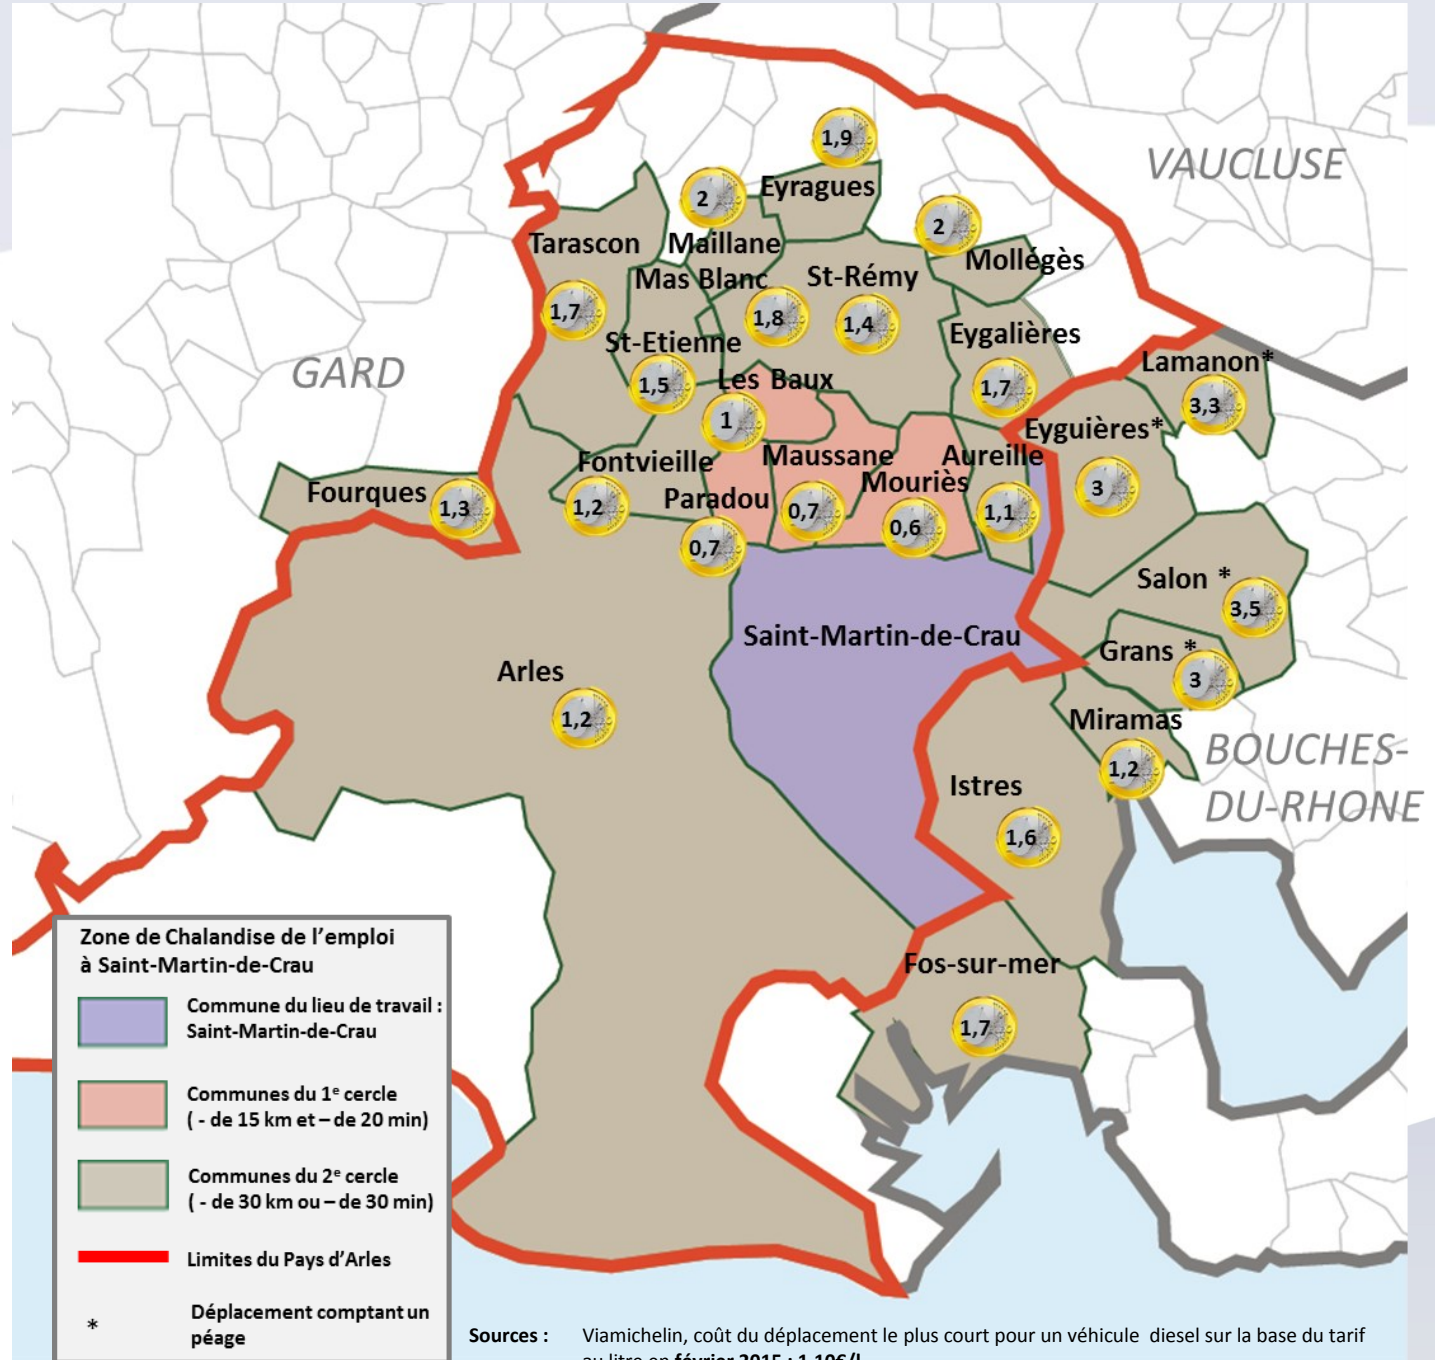 1,9
VAUCLUSE
Eyragues
2
2
Tarascon
Maillane
Mollégès
Mas Blanc
St-Rémy
1,7
1,8
1,4
Eygalières
St-Etienne
Lamanon*
GARD
1,5
Les Baux
1,7
3,3
1
Eyguières*
Fontvieille
Maussane
Aureille
Fourques
Paradou
Mouriès
3
1,3
1,2
0,7
0,6
1,1
0,7
Salon *
3,5
Saint-Martin-de-Crau
Grans *
Arles
3
1,2
Miramas
BOUCHES-
DU-RHONE
1,2
Istres
1,6
Fos-sur-mer
1,7
Zone de Chalandise de l’emploi
à Saint-Martin-de-Crau
Commune du lieu de travail :
Saint-Martin-de-Crau
Communes du 1e cercle
( - de 15 km et – de 20 min)
Communes du 2e cercle
( - de 30 km ou – de 30 min)
Limites du Pays d’Arles
* Déplacement comptant un
péage
Sources : Viamichelin, coût du déplacement le plus court pour un véhicule diesel sur la base du tarif
au litre en février 2015 : 1,10€/l